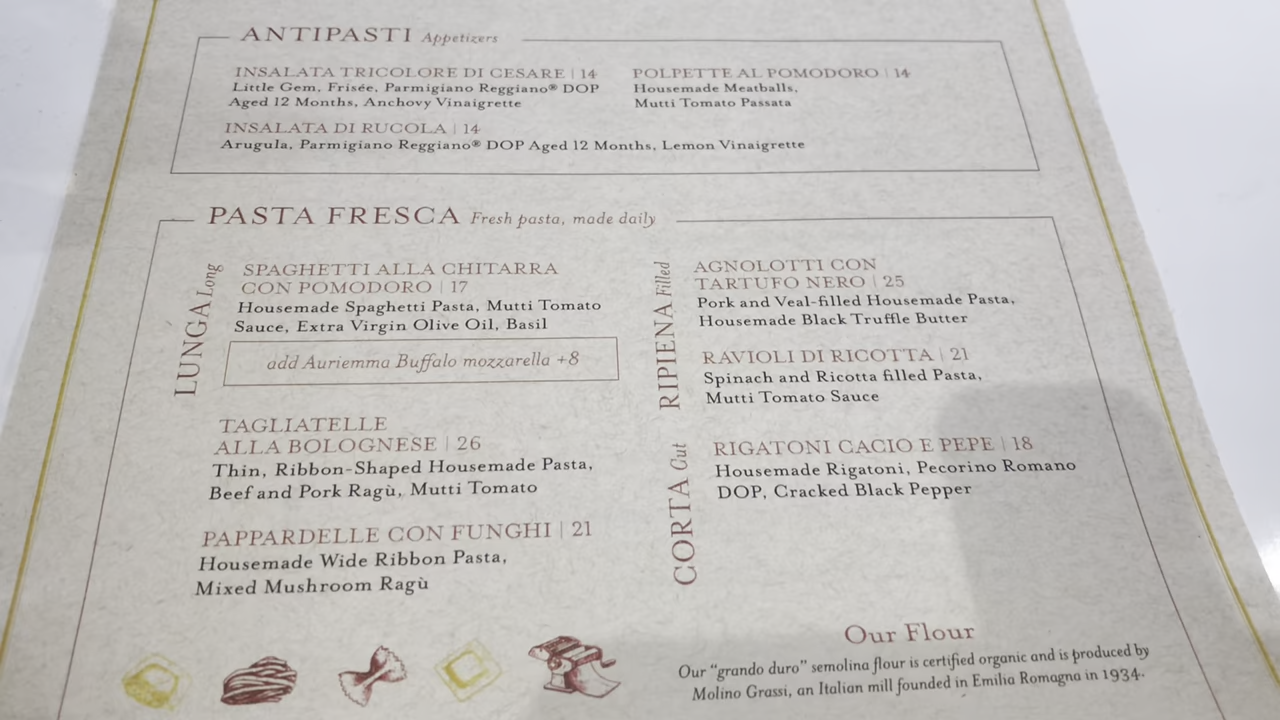 ANTIPASTI Appetizers
INSALATA TRICOLORE DI CESARE | 14
Little Gem, Frisée, Parmigiano Reggiano® DOP
Aged 12 Months, Anchovy Vinaigrette
POLPETTE AL POMODORO | 14
Housemade Meatballs,
Mutti Tomato Passata
INSALATA DI RUCOLA | 14
Arugula, Parmigiano Reggiano® DOP Aged 12 Months, Lemon Vinaigrette
PASTA FRESCA Fresh pasta, made daily
LUNGA Long
SPAGHETTI ALLA CHITARRA
CON POMODORO | 17
Housemade Spaghetti Pasta, Mutti Tomato
Sauce, Extra Virgin Olive Oil, Basil
add Auriemma Buffalo mozzarella +8
TAGLIATELLE
ALLA BOLOGNESE | 26
Thin, Ribbon-Shaped Housemade Pasta,
Beef and Pork Ragù, Mutti Tomato
PAPPARDELLE CON FUNGHI | 21
Housemade Wide Ribbon Pasta,
Mixed Mushroom Ragù
RIPIENA Filled
AGNOLOTTI CON
TARTUFO NERO | 25
Pork and Veal-filled Housemade Pasta,
Housemade Black Truffle Butter
RAVIOLI DI RICOTTA | 21
Spinach and Ricotta filled Pasta,
Mutti Tomato Sauce
CORTA Cut
RIGATONI CACIO E PEPE | 18
Housemade Rigatoni, Pecorino Romano
DOP, Cracked Black Pepper
Our Flour
Our "grando duro" semolina flour is certified organic and is produced by
Molino Grassi, an Italian mill founded in Emilia Romagna in 1934.